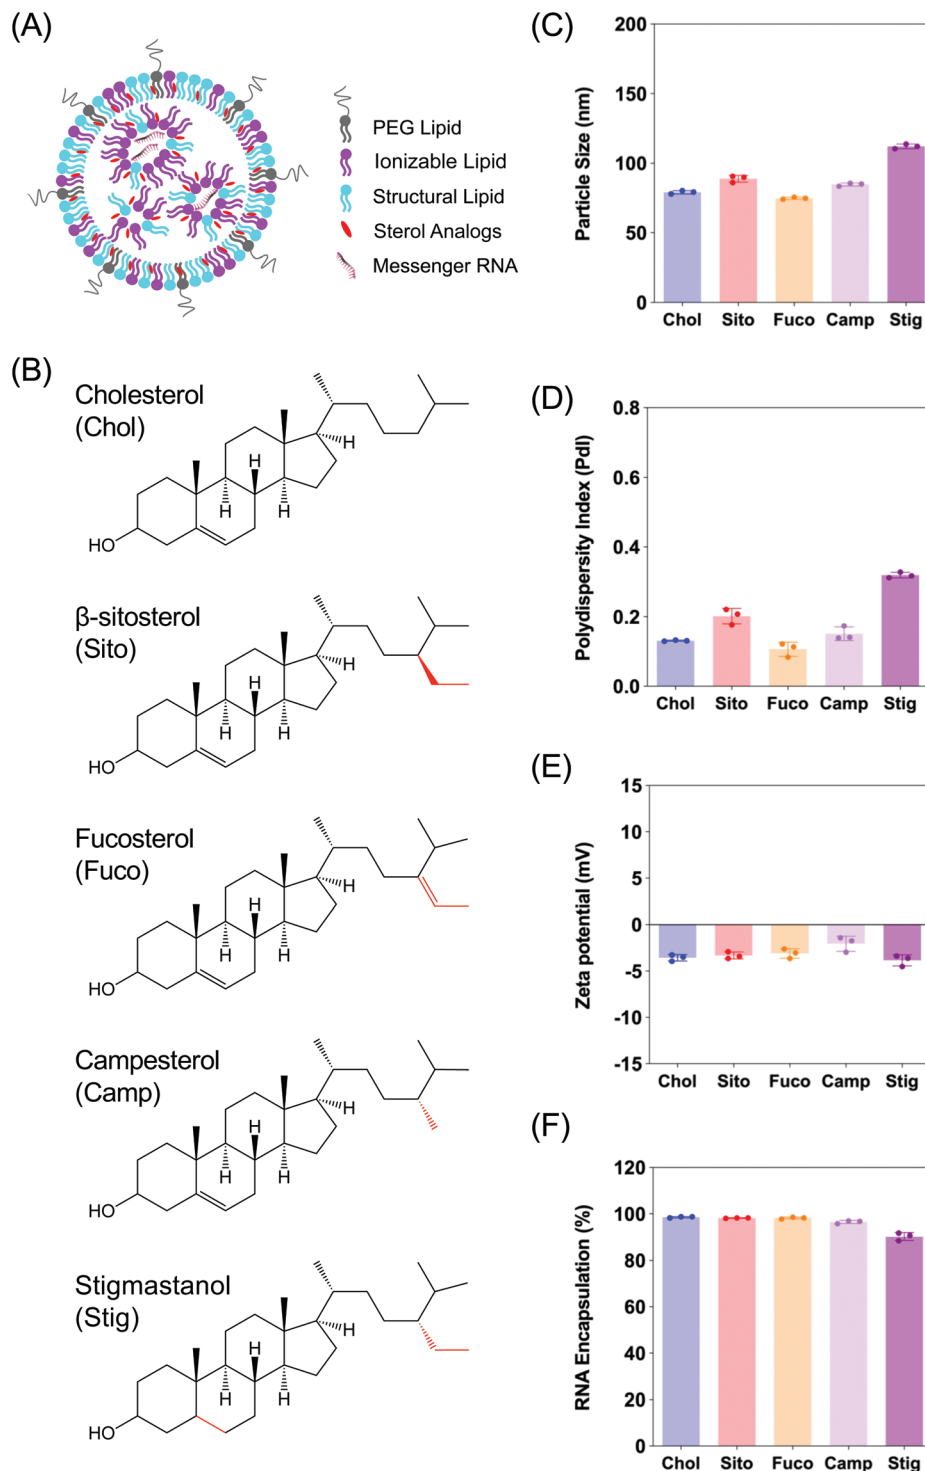 (A)
PEG Lipid
Ionizable Lipid
Structural Lipid
Sterol Analogs
Messenger RNA
(B)
Cholesterol
(Chol)
H
H
H
H
HO
β-sitosterol
(Sito)
H
H
H
H
HO
Fucosterol
(Fuco)
H
H
H
H
HO
Campesterol
(Camp)
H
H
H
H
HO
Stigmastanol
(Stig)
H
H
H
H
HO
(C)
Particle Size (nm)
200
150
100
50
0
Chol Sito Fuco Camp Stig
(D)
Polydispersity Index (PdI)
0.8
0.6
0.4
0.2
0.0
Chol Sito Fuco Camp Stig
(E)
Zeta potential (mV)
15
10
5
0
-5
-10
-15
Chol Sito Fuco Camp Stig
(F)
RNA Encapsulation (%)
120
100
80
60
40
20
0
Chol Sito Fuco Camp Stig